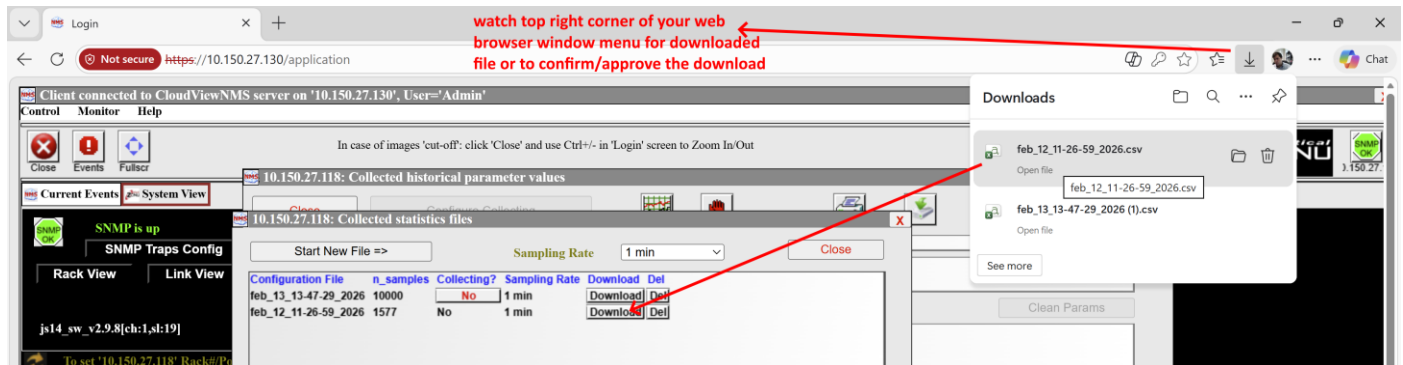 Login
watch top right corner of your web
browser window menu for downloaded
file or to confirm/approve the download
Not secure https://10.150.27.130/application
Chat
Client connected to CloudViewNMS server on '10.150.27.130', User='Admin'
Control Monitor Help
In case of images 'cut-off': click 'Close' and use Ctrl+/- in 'Login' screen to Zoom In/Out
Close Events Fullscr
Downloads
feb_12_11-26-59_2026.csv
Open file
feb_12_11-26-59_2026.csv
feb_13_13-47-29_2026 (1).csv
Open file
See more
SNMP
OK
Current Events System View
10.150.27.118: Collected historical parameter values
Close Configure Collecting
10.150.27.118: Collected statistics files
X
Start New File =>
Sampling Rate 1 min
Close
Configuration File n_samples Collecting? Sampling Rate Download Del
feb_13_13-47-29_2026 10000 No 1 min Download Del
feb_12_11-26-59_2026 1577 No 1 min Download Del
Clean Params
SNMP
OK
SNMP is up
SNMP Traps Config
Rack View Link View
js14_sw_v2.9.8[ch:1,sl:19]
To set '10.150.27.118' Rack#/Po